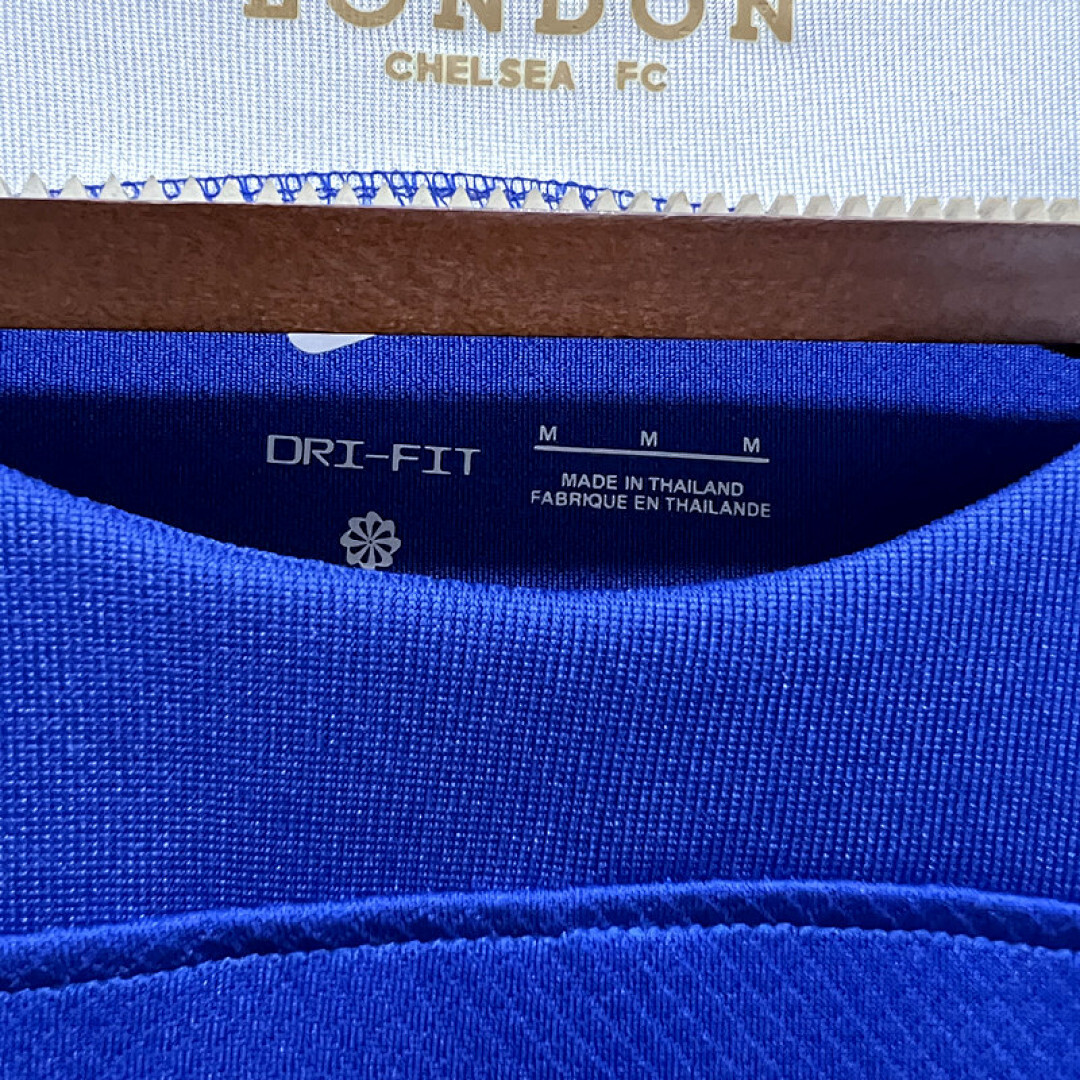 LONDON
CHELSEA FC
DRI-FIT
M M M
MADE IN THAILAND
FABRIQUE EN THAILANDE